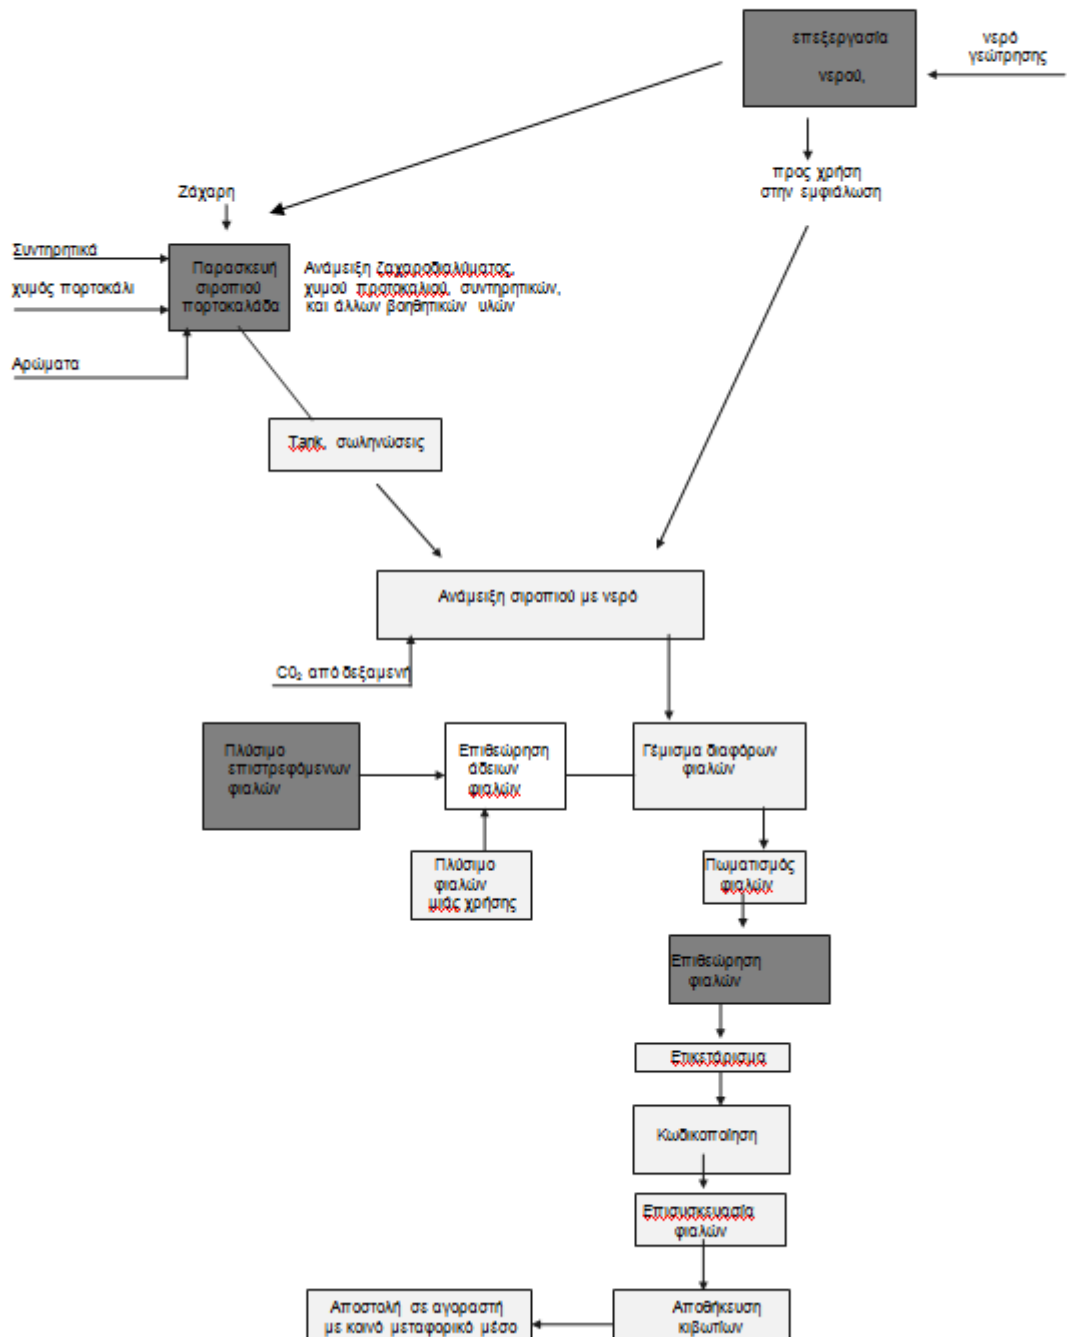 επεξεργασία
νερού,
νερό
γεώτρησης
προς χρήση
στην εμφιάλωση
Ζάχαρη
Συντηρητικά
χυμός πορτοκάλι
Αρώματα
Παρασκευή
σιροπιού
πορτοκαλάδα
Ανάμειξη ζαχαροδιαλύματος,
χυμού προτοκαλιού, συντηρητικών,
και άλλων βοηθητικών υλών
Tank, σωληνώσεις
Ανάμειξη σιροπιού με νερό
C0₂ από δεξαμενή
Πλύσιμο
επιστρεφόμενων
φιαλών
Επιθεώρηση
άδειων
φιαλών
Γέμισμα διαφόρων
φιαλών
Πλύσιμο
φιαλών
μιάς χρήσης
Πωματισμός
φιαλών
Επιθεώρηση
φιαλών
Ετικετάρισμα
Κωδικοποίηση
Επισυσκευασία
φιαλών
Αποθήκευση
κιβωτίων
Αποστολή σε αγοραστή
με κοινό μεταφορικό μέσο